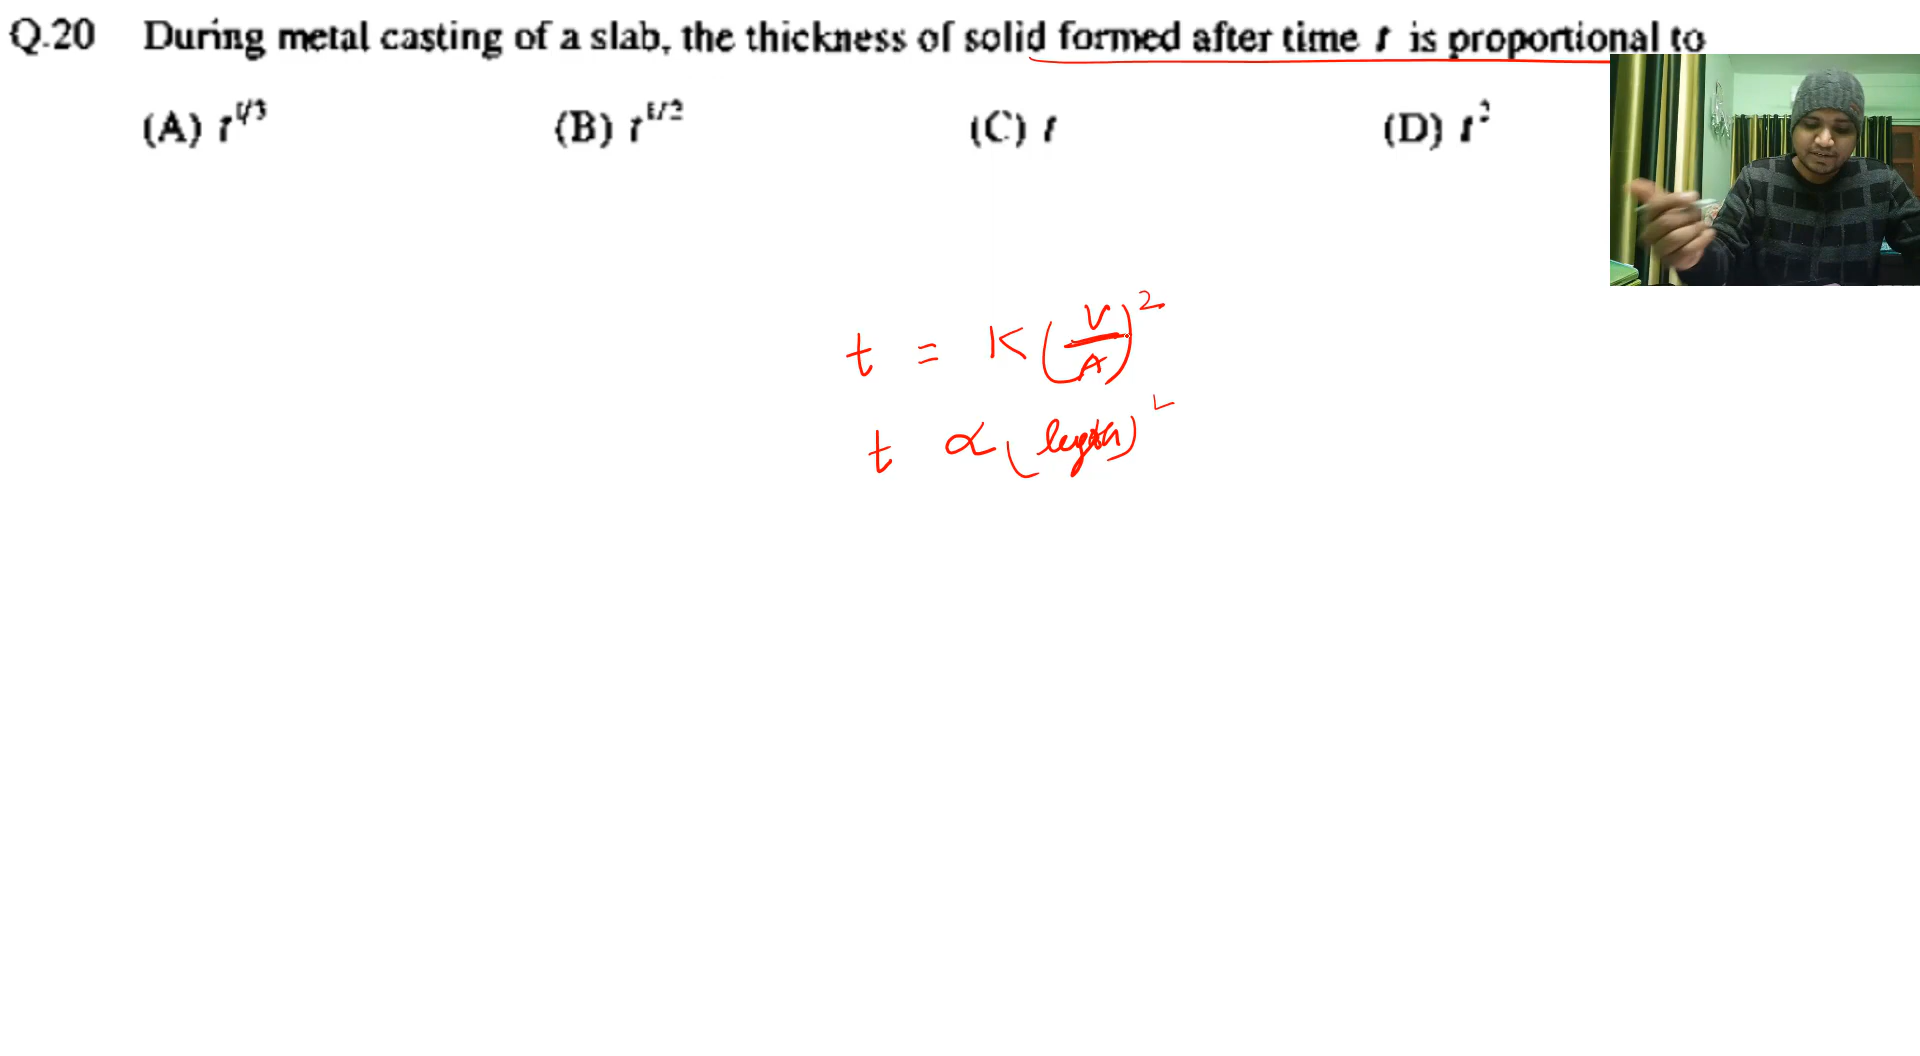 Q.20 During metal casting of a slab, the thickness of solid formed after time t is proportional to
(A) t^{1/3} (B) t^{1/2} (C) t (D) t^2
t = K (V/A)^2
t ∝ (length)^2